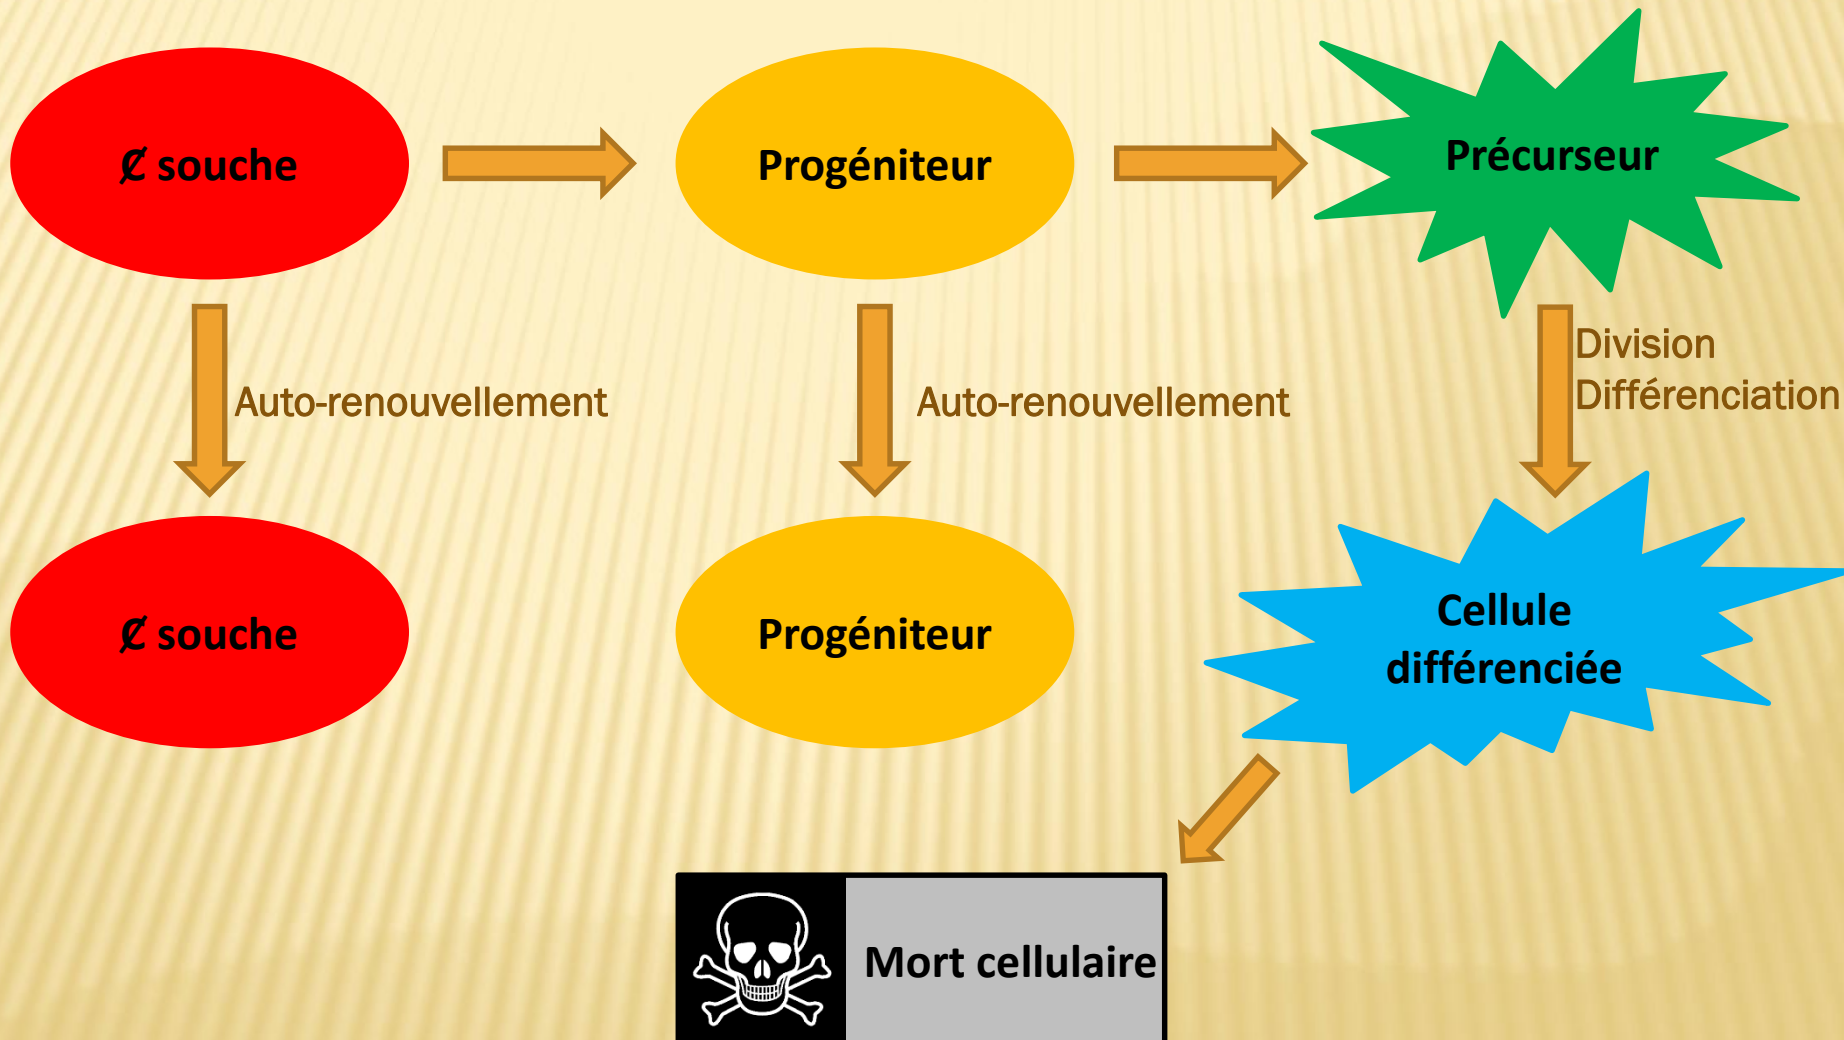 Ȼ souche
Progéniteur
Précurseur
Auto-renouvellement
Auto-renouvellement
Division
Différenciation
Ȼ souche
Progéniteur
Cellule
différenciée
Mort cellulaire